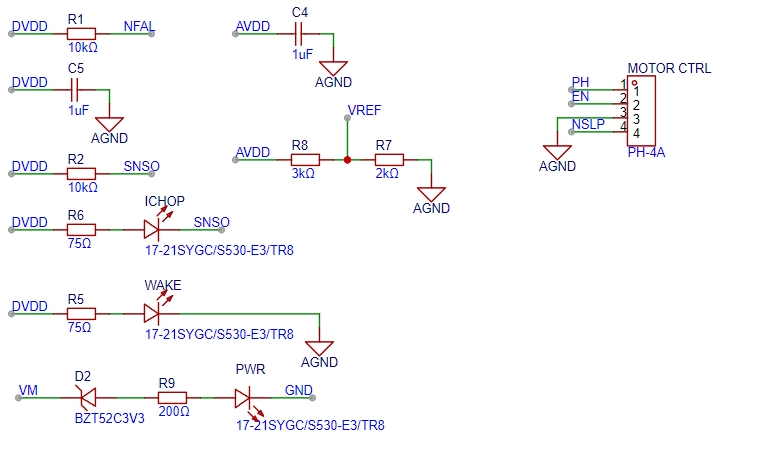 DVDD R1 NFAL
10kΩ
AVDD C4
1uF
AGND
DVDD C5
1uF
AGND
MOTOR CTRL
PH 1 1
EN 2 2
3 3
NSLP 4 4
AGND PH-4A
VREF
AVDD R8 R7
3kΩ 2kΩ
AGND
DVDD R2 SNSO
10kΩ
ICHOP
DVDD R6 SNSO
75Ω 17-21SYGC/S530-E3/TR8
WAKE
DVDD R5
75Ω 17-21SYGC/S530-E3/TR8
AGND
PWR
VM D2 R9 GND
BZT52C3V3 200Ω
17-21SYGC/S530-E3/TR8